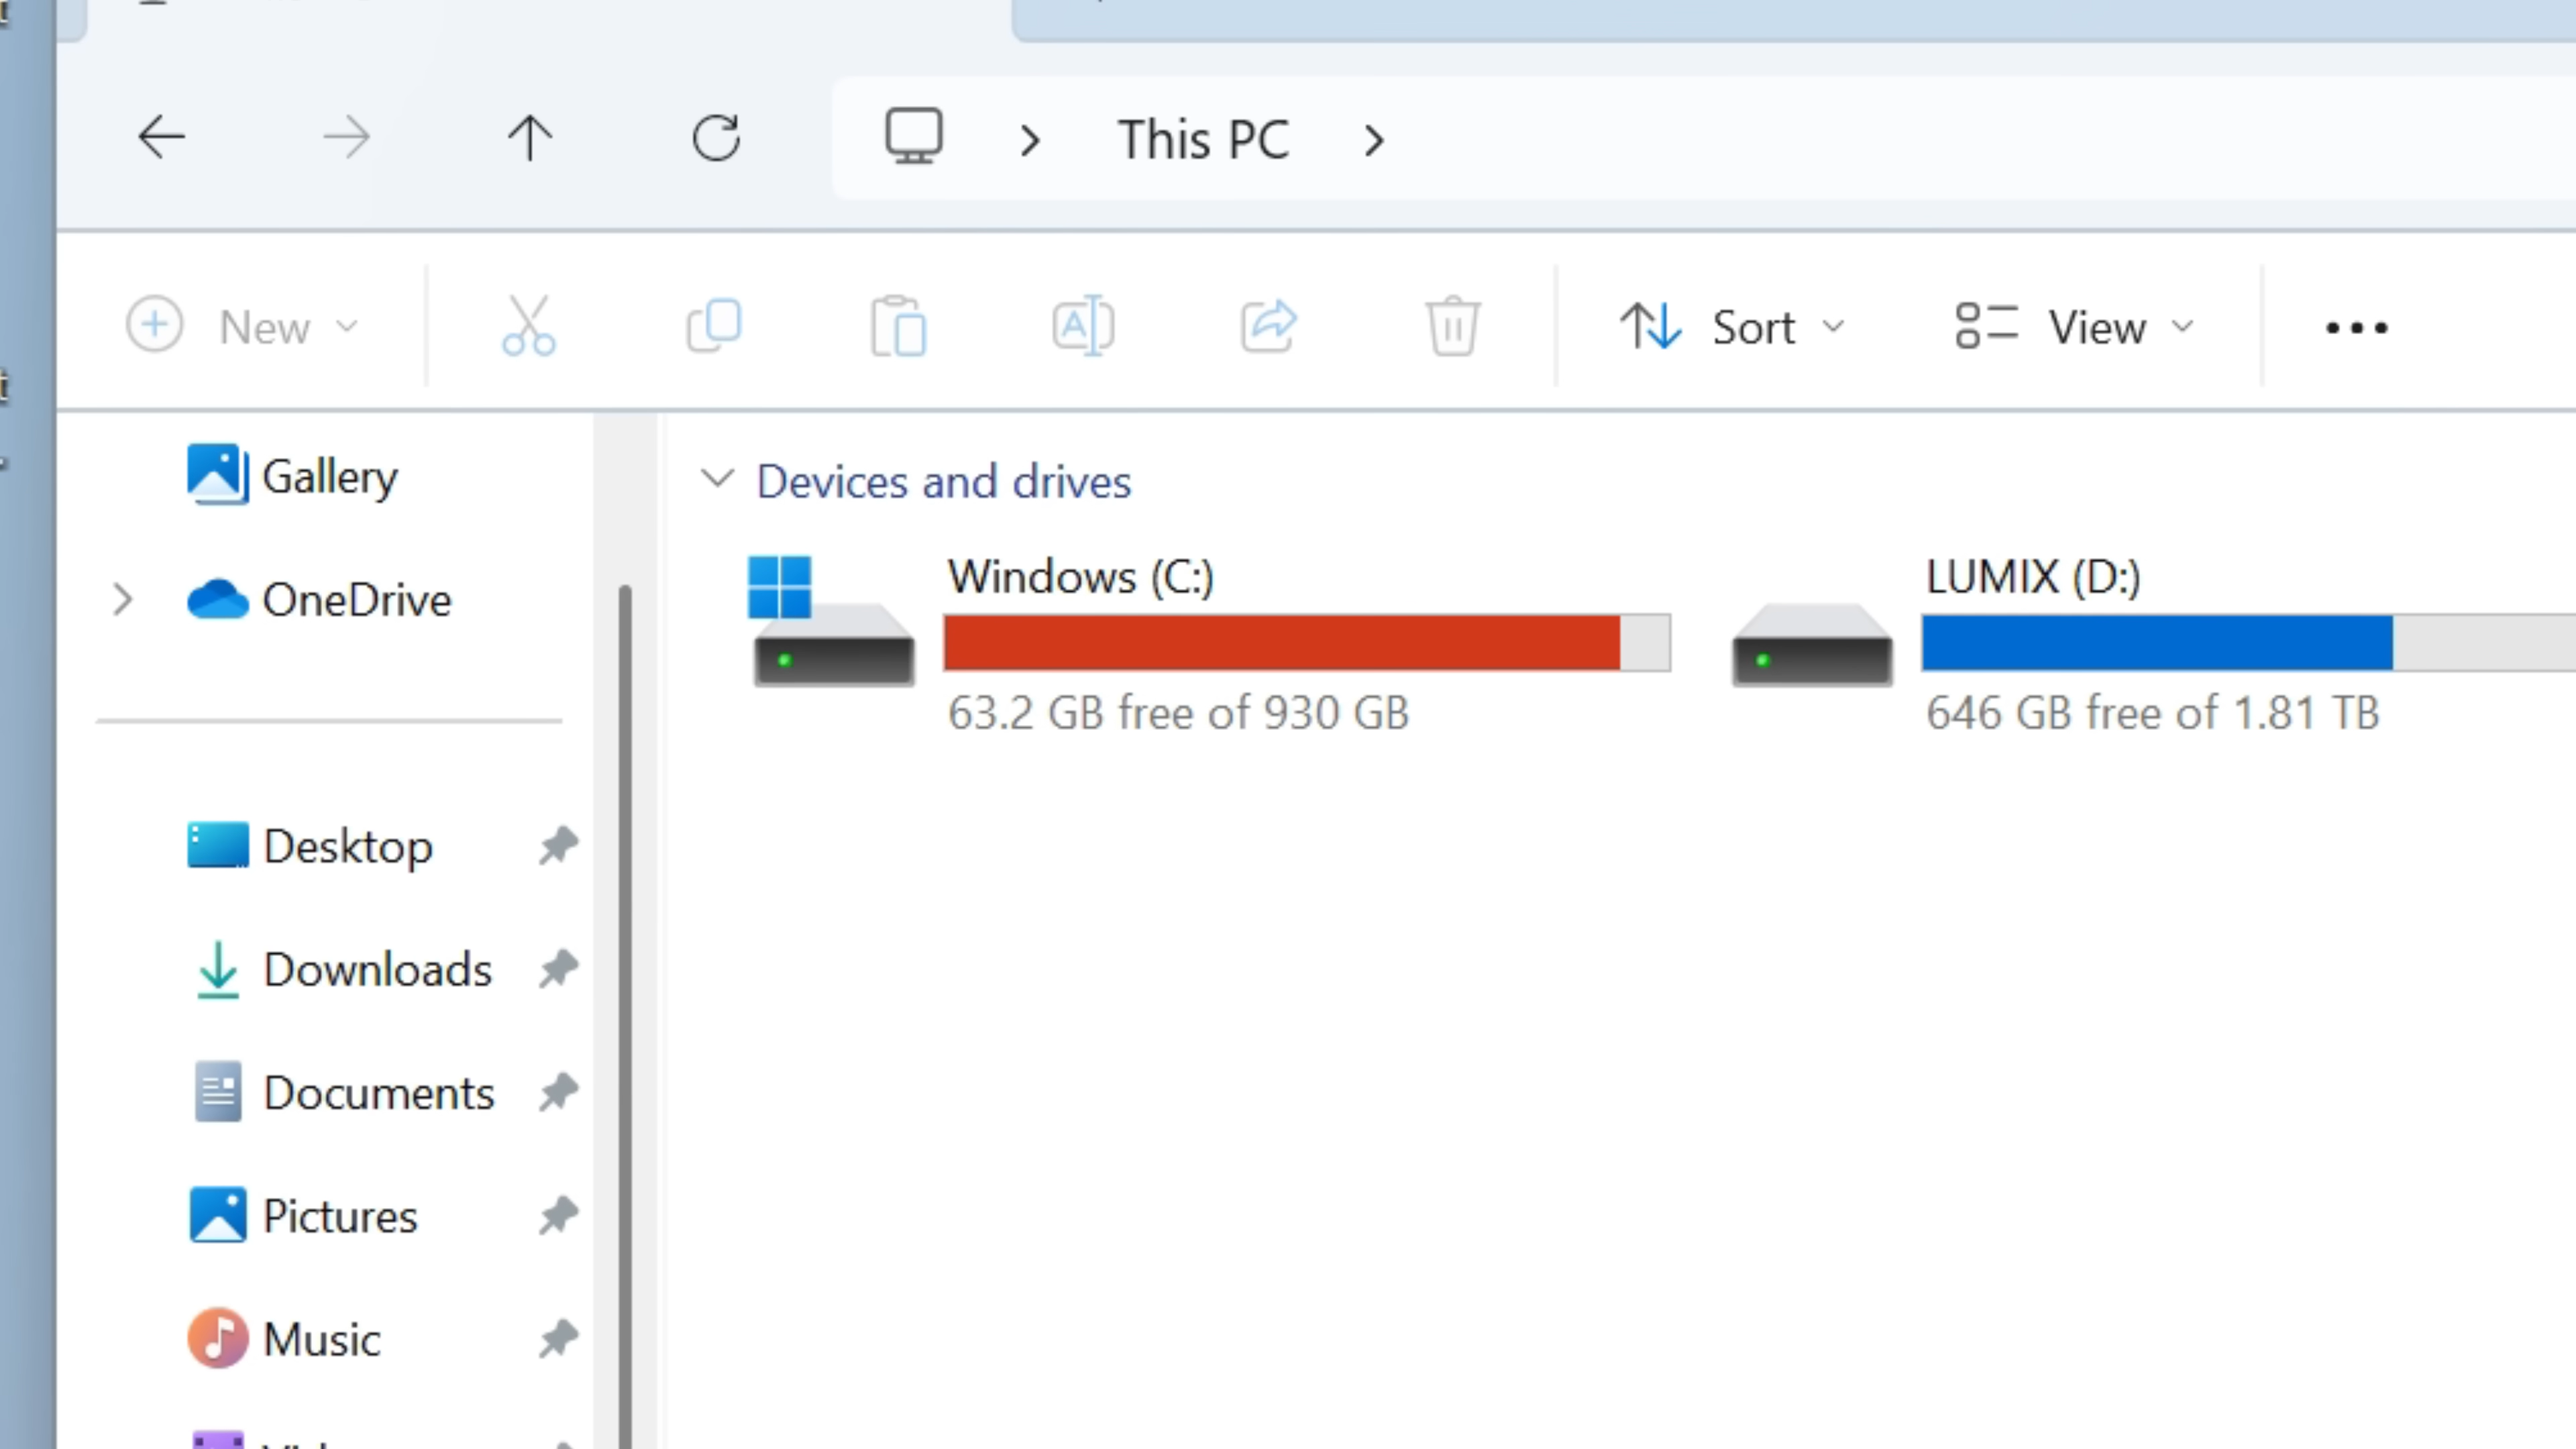 This PC
New
Sort
View
Gallery
OneDrive
Desktop
Downloads
Documents
Pictures
Music
Devices and drives
Windows (C:)
63.2 GB free of 930 GB
LUMIX (D:)
646 GB free of 1.81 TB